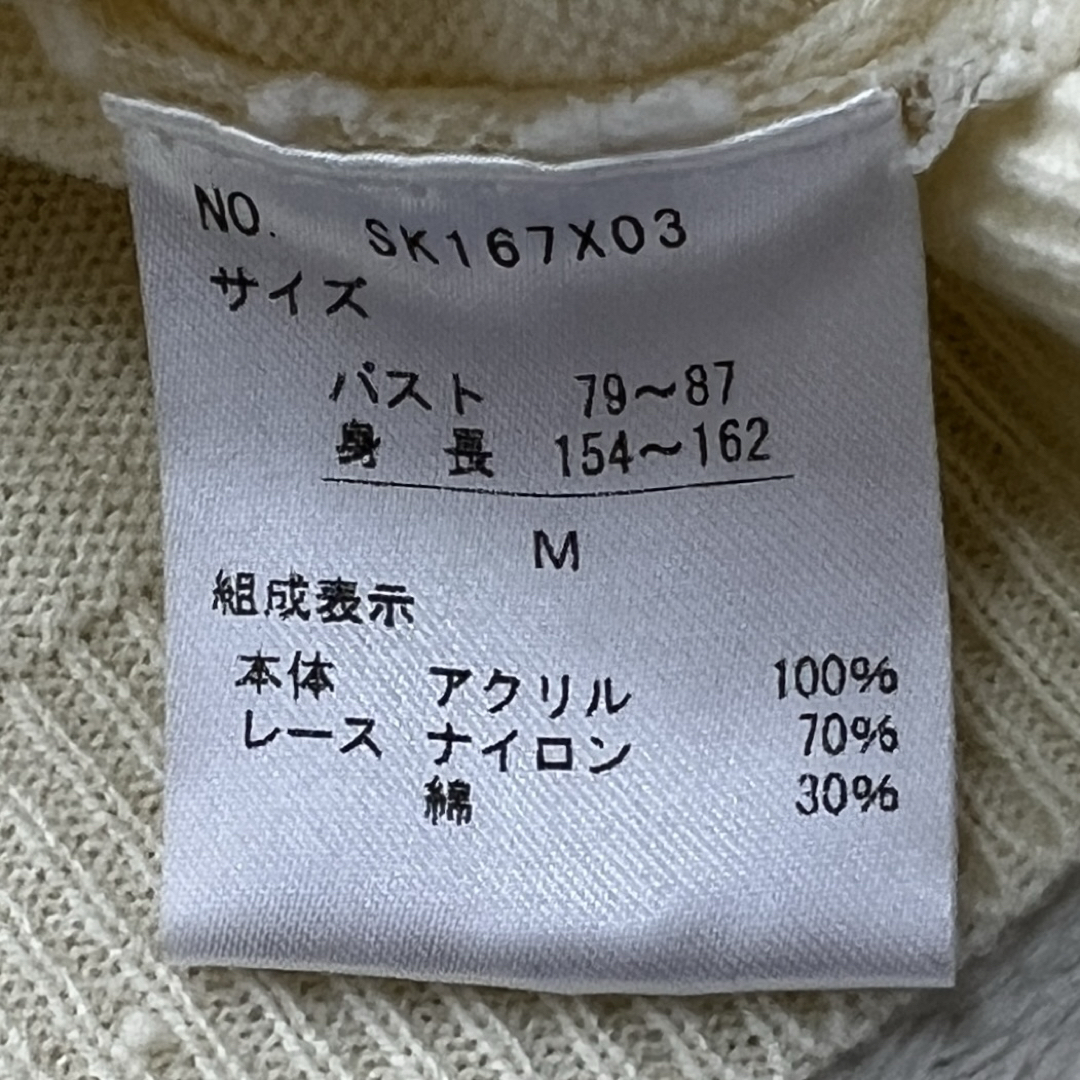 NO. SK167X03
サイズ
バスト 79～87
身 長 154～162
M
組成表示
本体 アクリル 100%
レース ナイロン 70%
綿 30%